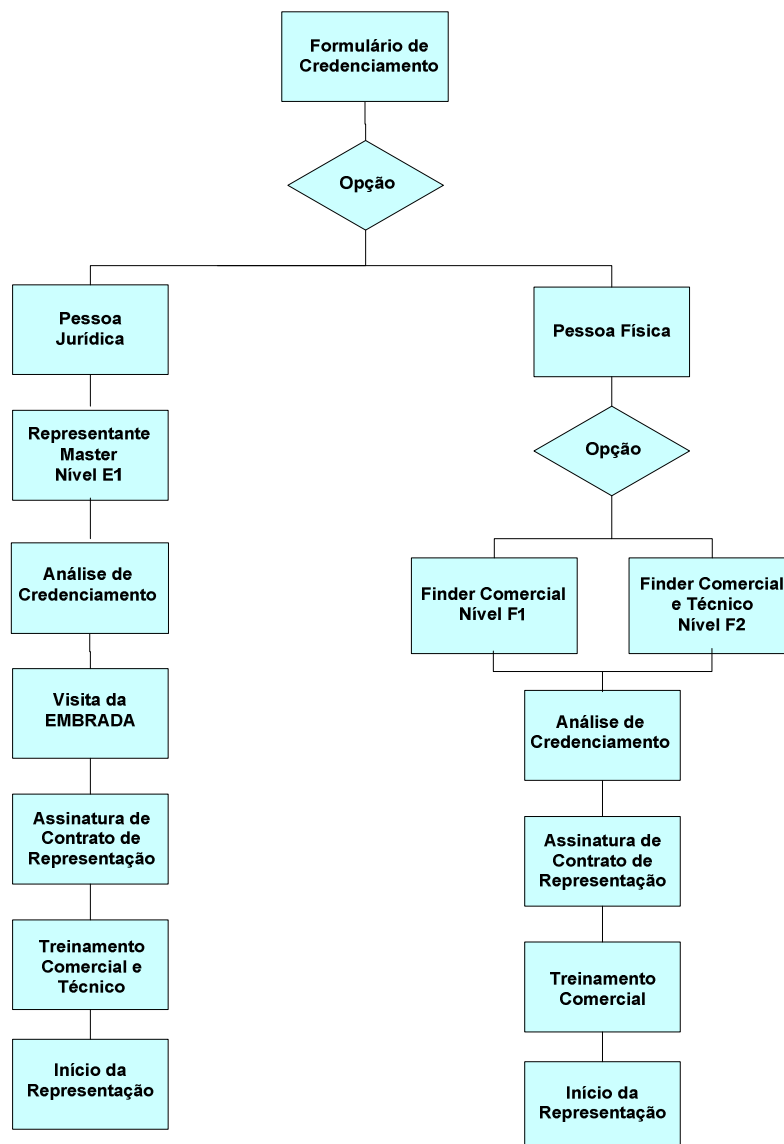 Formulário de
Credenciamento
Opção
Pessoa
Jurídica
Pessoa Física
Representante
Master
Nível E1
Opção
Análise de
Credenciamento
Finder Comercial
Nível F1
Finder Comercial
e Técnico
Nível F2
Visita da
EMBRADA
Análise de
Credenciamento
Assinatura de
Contrato de
Representação
Assinatura de
Contrato de
Representação
Treinamento
Comercial e
Técnico
Treinamento
Comercial
Início da
Representação
Início da
Representação